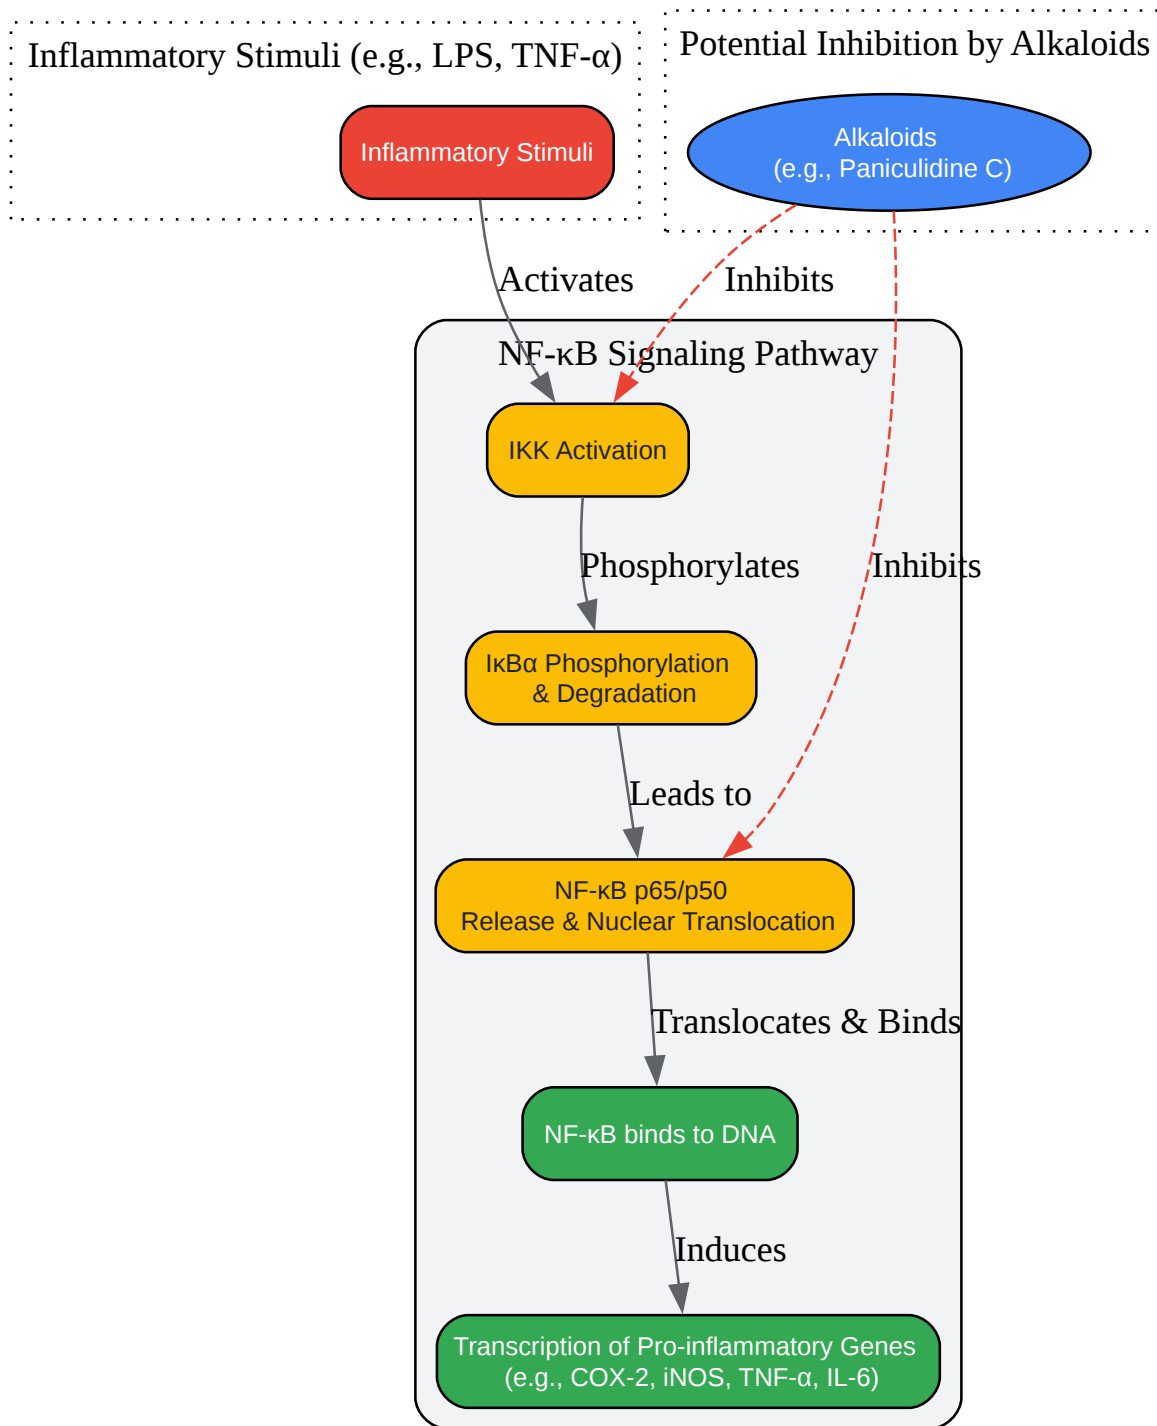 Inflammatory Stimuli (e.g., LPS, TNF-α)
Potential Inhibition by Alkaloids
Inflammatory Stimuli
Alkaloids
(e.g., Paniculidine C)
Activates
Inhibits
NF-κB Signaling Pathway
IKK Activation
Phosphorylates
Inhibits
IκBα Phosphorylation
& Degradation
Leads to
NF-κB p65/p50
Release & Nuclear Translocation
Translocates & Binds
NF-κB binds to DNA
Induces
Transcription of Pro-inflammatory Genes
(e.g., COX-2, iNOS, TNF-α, IL-6)